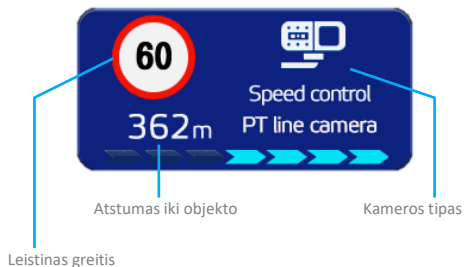 60
Speed control
362m PT line camera
Atstumas iki objekto
Kameros tipas
Leistinas greitis